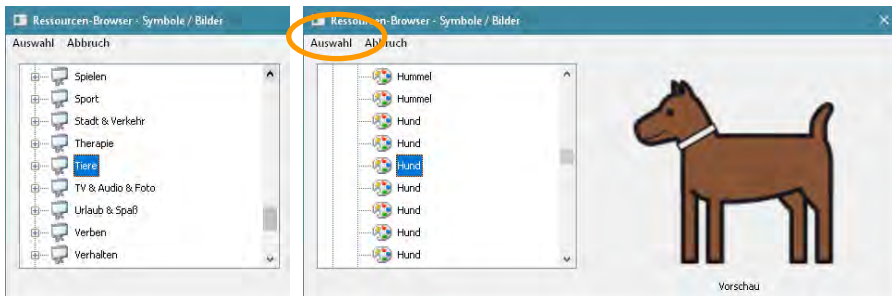 Ressourcen-Browser - Symbole / Bilder
Auswahl Abbruch
Spielen
Sport
Stadt & Verkehr
Therapie
Tiere
TV & Audio & Foto
Urlaub & Spaß
Verben
Verhalten
Ressourcen-Browser - Symbole / Bilder
Auswahl Abbruch
Hummel
Hummel
Hund
Hund
Hund
Hund
Hund
Hund
Hund
Vorschau